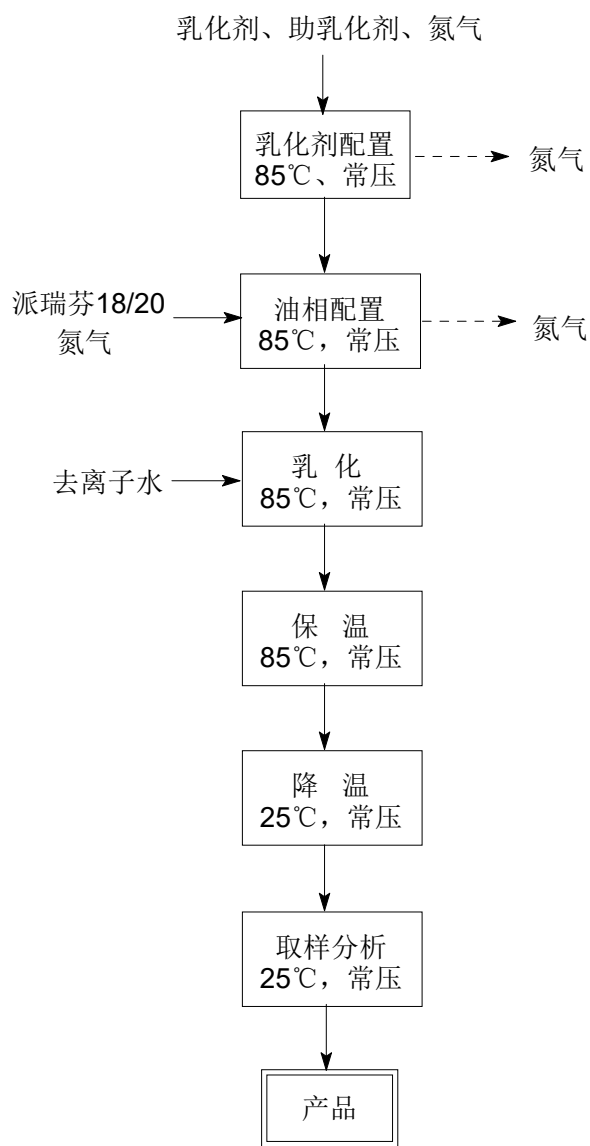 乳化剂、助乳化剂、氮气
乳化剂配置
85℃、常压
氮气
派瑞芬18/20
氮气
油相配置
85℃，常压
氮气
去离子水
乳 化
85℃，常压
保 温
85℃，常压
降 温
25℃，常压
取样分析
25℃，常压
产品